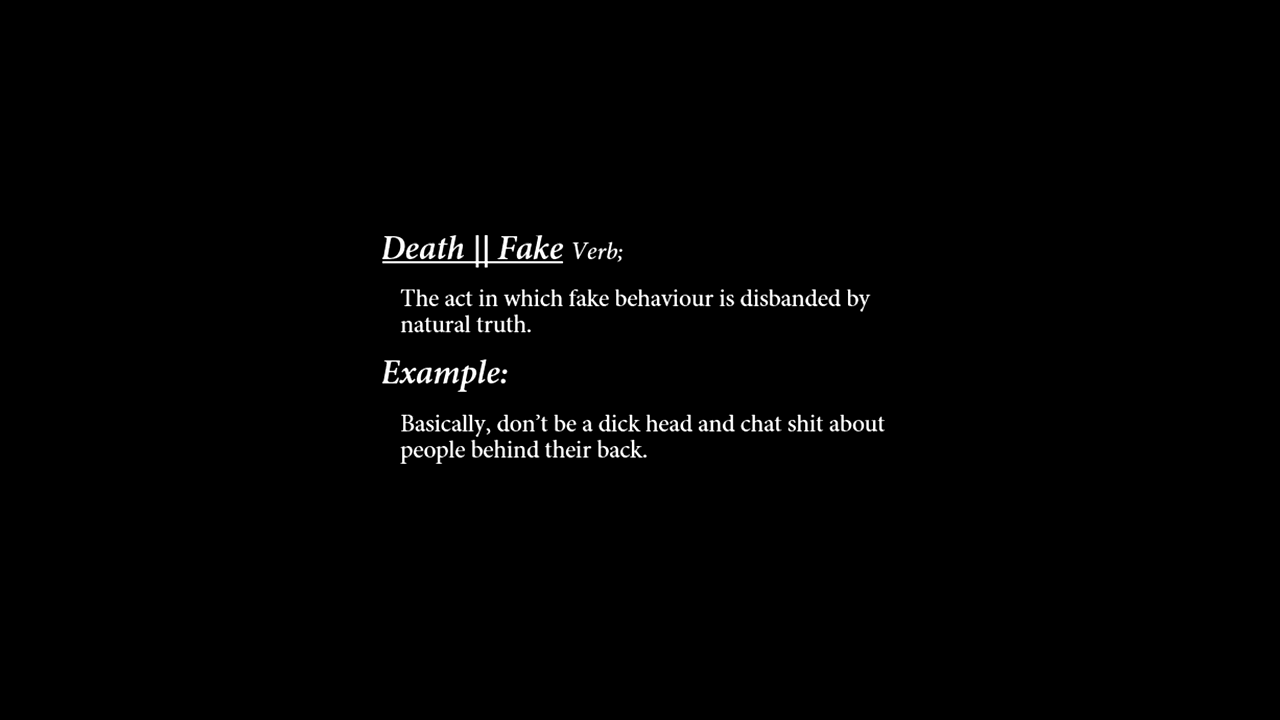 Death || Fake Verb;
The act in which fake behaviour is disbanded by
natural truth.
Example:
Basically, don’t be a dick head and chat shit about
people behind their back.